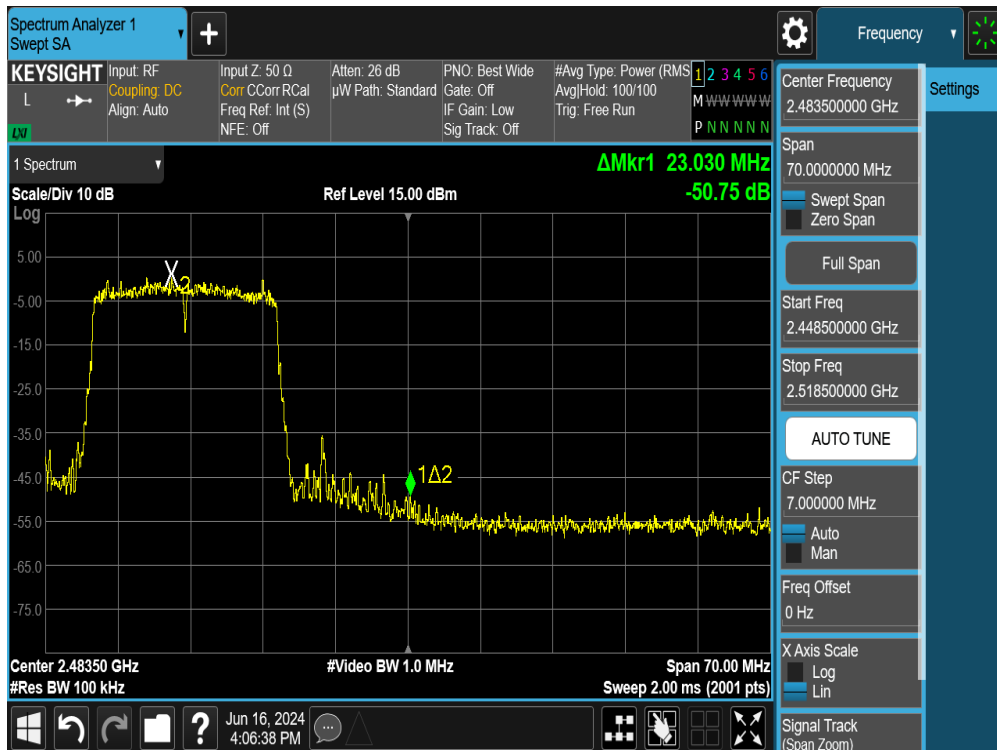 Spectrum Analyzer 1
Swept SA
+
Frequency
KEYSIGHT
L
LXI
Input: RF
Coupling: DC
Align: Auto
Input Z: 50 Ω
Corr CCorr RCal
Freq Ref: Int (S)
NFE: Off
Atten: 26 dB
µW Path: Standard
PNO: Best Wide
Gate: Off
IF Gain: Low
Sig Track: Off
#Avg Type: Power (RMS
Avg|Hold: 100/100
Trig: Free Run
1 2 3 4 5 6
M W W W W W
P N N N N N
1 Spectrum
Scale/Div 10 dB
Log
Ref Level 15.00 dBm
ΔMkr1 23.030 MHz
-50.75 dB
5.00
-5.00
-15.0
-25.0
-35.0
-45.0
-55.0
-65.0
-75.0
2
1Δ2
Center 2.48350 GHz
#Res BW 100 kHz
#Video BW 1.0 MHz
Span 70.00 MHz
Sweep 2.00 ms (2001 pts)
Center Frequency
2.483500000 GHz
Span
70.0000000 MHz
Swept Span
Zero Span
Full Span
Start Freq
2.448500000 GHz
Stop Freq
2.518500000 GHz
AUTO TUNE
CF Step
7.000000 MHz
Auto
Man
Freq Offset
0 Hz
X Axis Scale
Log
Lin
Signal Track
(Span Zoom)
Settings
?
Jun 16, 2024
4:06:38 PM